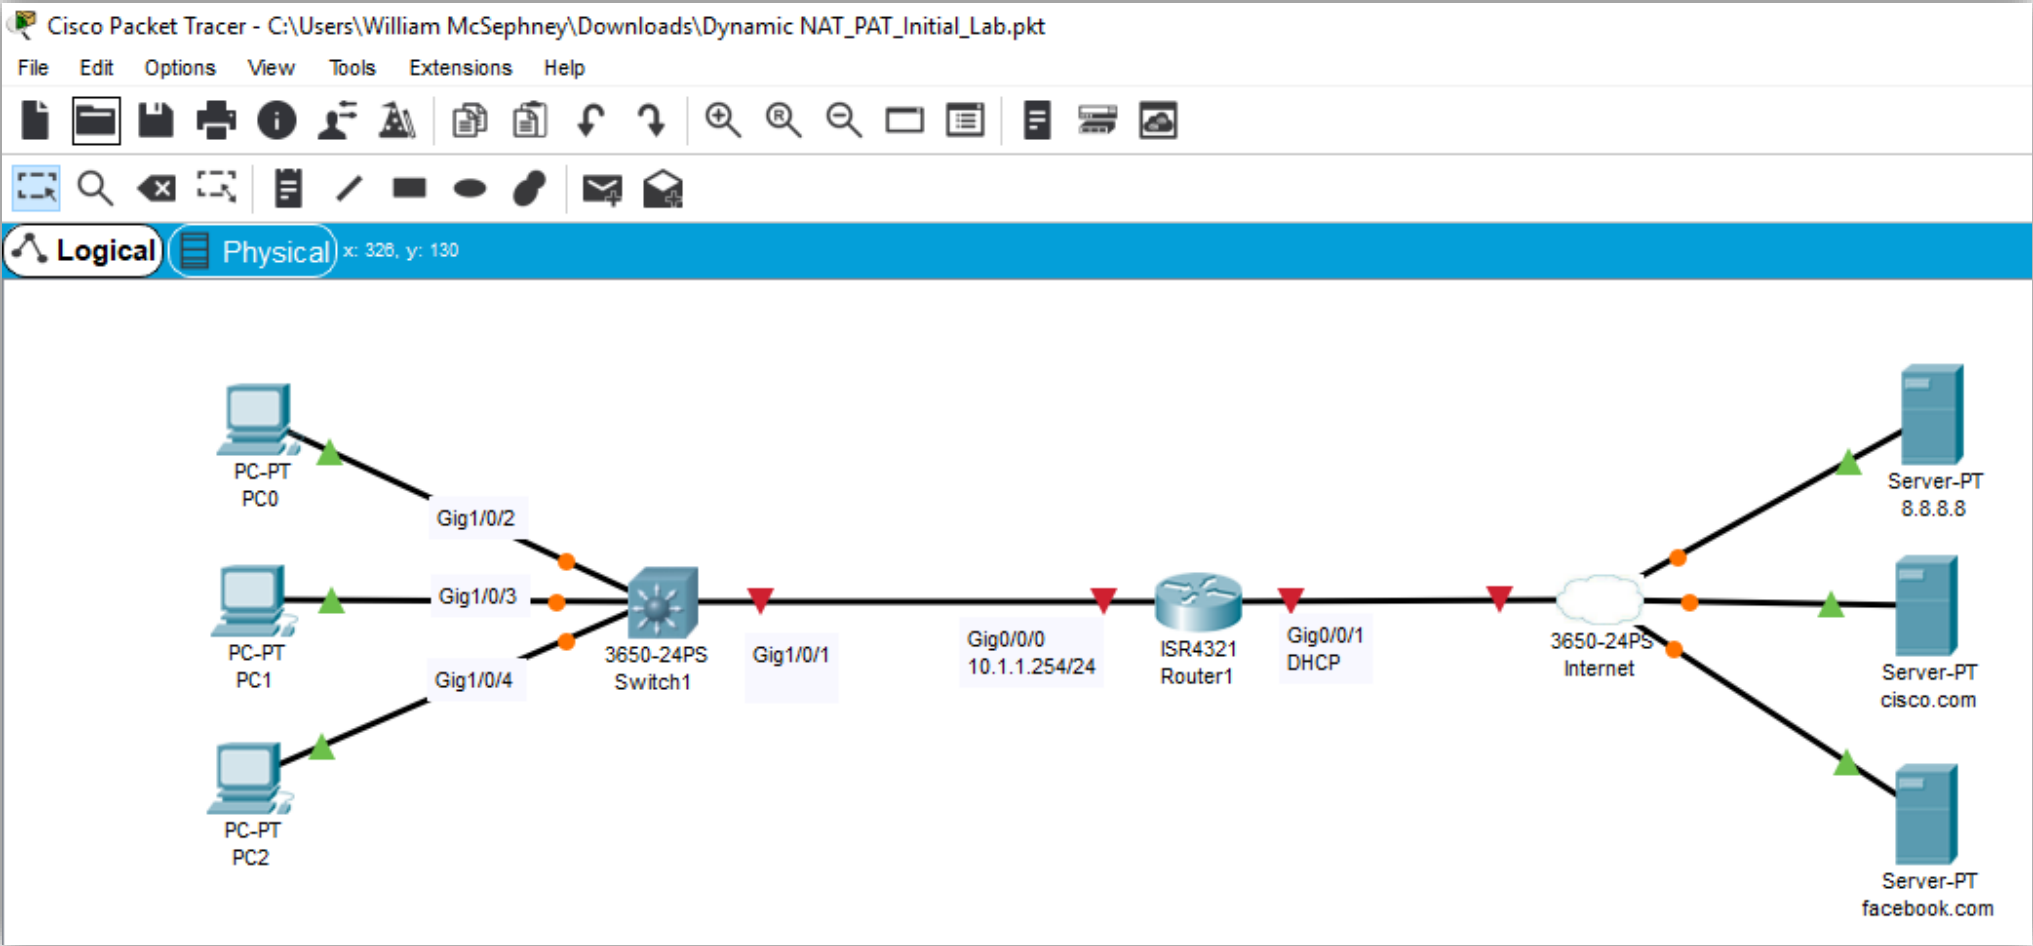 Cisco Packet Tracer - C:\Users\William McSephney\Downloads\Dynamic NAT_PAT_Initial_Lab.pkt
File Edit Options View Tools Extensions Help
R
Logical Physical x: 326, y: 130
PC-PT
PC0
Gig1/0/2
PC-PT
PC1
Gig1/0/3
PC-PT
PC2
Gig1/0/4
3650-24PS
Switch1
Gig1/0/1
Gig0/0/0
10.1.1.254/24
ISR4321
Router1
Gig0/0/1
DHCP
3650-24PS
Internet
Server-PT
8.8.8.8
Server-PT
cisco.com
Server-PT
facebook.com